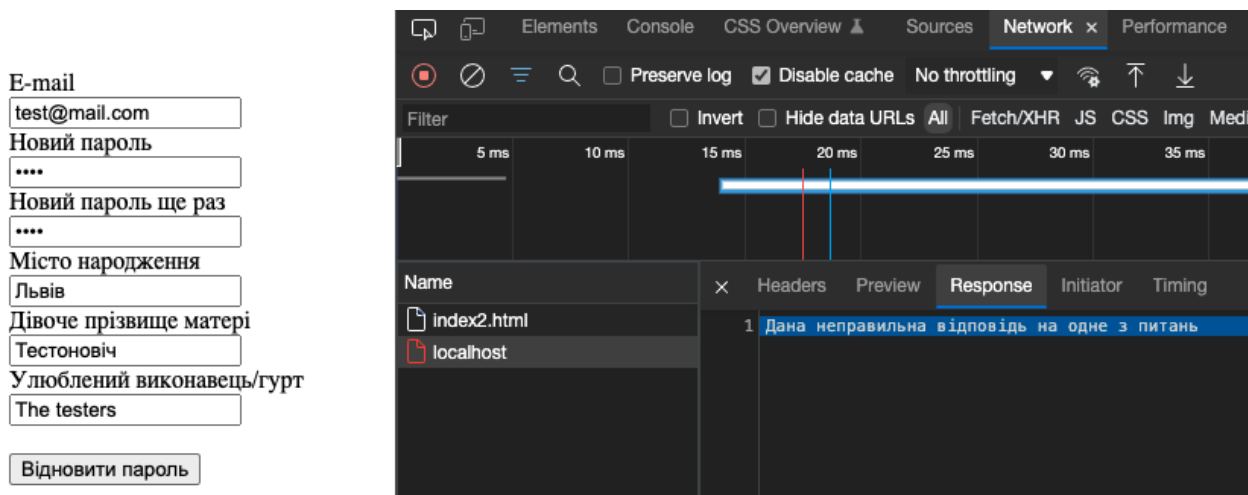 E-mail
test@mail.com
Новий пароль
••••
Новий пароль ще раз
••••
Місто народження
Львів
Дівоче прізвище матері
Тестоновіч
Улюблений виконавець/гурт
The testers
Відновити пароль
Elements Console CSS Overview Sources Network × Performance
Preserve log Disable cache No throttling
Filter Invert Hide data URLs All Fetch/XHR JS CSS Img Medi
5 ms 10 ms 15 ms 20 ms 25 ms 30 ms 35 ms
Name × Headers Preview Response Initiator Timing
index2.html
1 Дана неправильна відповідь на одне з питань
localhost